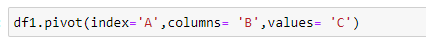 df1.pivot(index='A',columns= 'B',values= 'C')